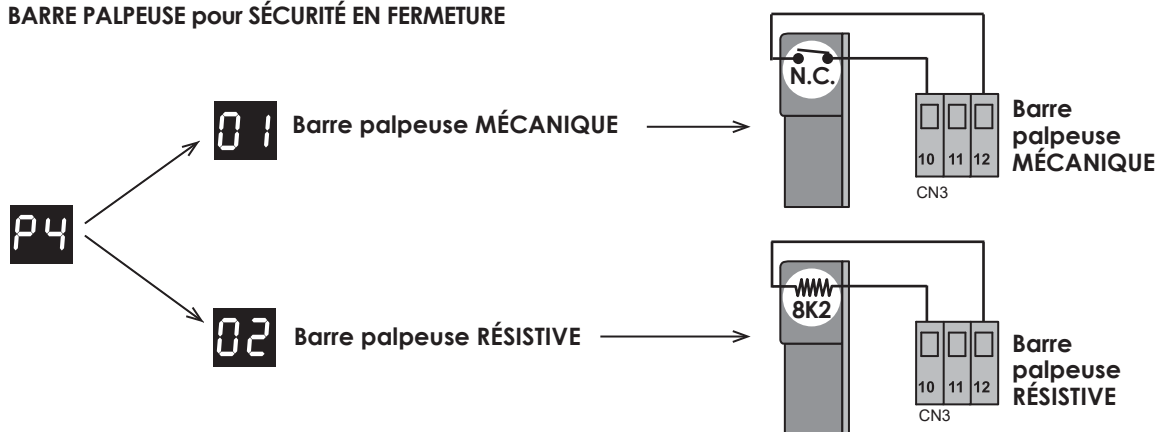 BARRE PALPEUSE pour SÉCURITÉ EN FERMETURE
N.C.
01 Barre palpeuse MÉCANIQUE
10 11 12
CN3
Barre
palpeuse
MÉCANIQUE
P4
8K2
02 Barre palpeuse RÉSISTIVE
10 11 12
CN3
Barre
palpeuse
RÉSISTIVE